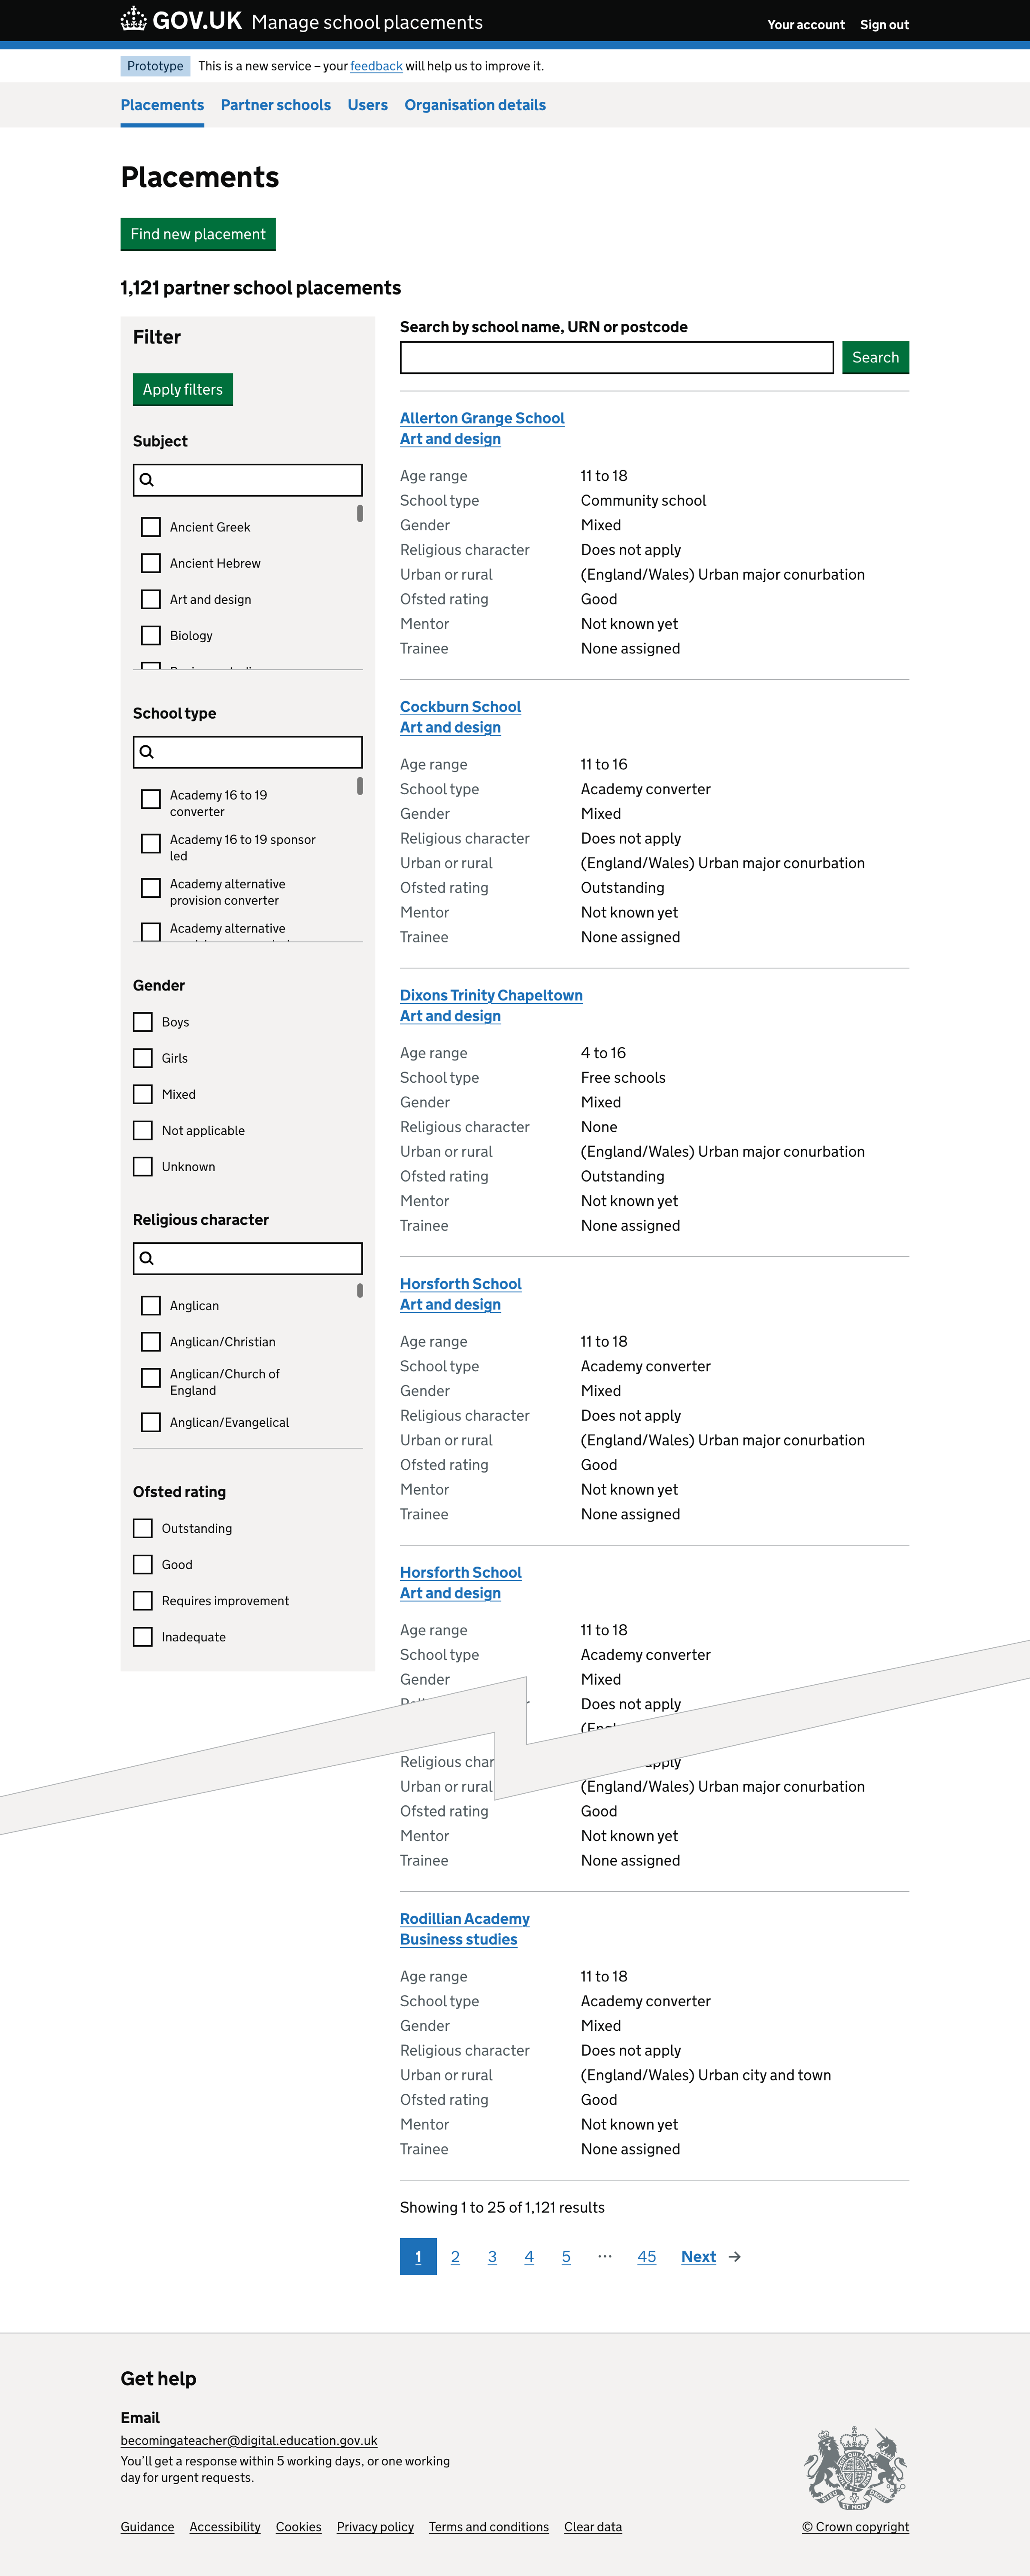 GOV.UK Manage school placements
Your account Sign out
Prototype This is a new service – your feedback will help us to improve it.
Placements Partner schools Users Organisation details
Placements
Find new placement
1,121 partner school placements
Filter
Apply filters
Subject
Ancient Greek
Ancient Hebrew
Art and design
Biology
School type
Academy 16 to 19
converter
Academy 16 to 19 sponsor
led
Academy alternative
provision converter
Academy alternative
Gender
Boys
Girls
Mixed
Not applicable
Unknown
Religious character
Anglican
Anglican/Christian
Anglican/Church of
England
Anglican/Evangelical
Ofsted rating
Outstanding
Good
Requires improvement
Inadequate
Search by school name, URN or postcode
Search
Allerton Grange School
Art and design
Age range 11 to 18
School type Community school
Gender Mixed
Religious character Does not apply
Urban or rural (England/Wales) Urban major conurbation
Ofsted rating Good
Mentor Not known yet
Trainee None assigned
Cockburn School
Art and design
Age range 11 to 16
School type Academy converter
Gender Mixed
Religious character Does not apply
Urban or rural (England/Wales) Urban major conurbation
Ofsted rating Outstanding
Mentor Not known yet
Trainee None assigned
Dixons Trinity Chapeltown
Art and design
Age range 4 to 16
School type Free schools
Gender Mixed
Religious character None
Urban or rural (England/Wales) Urban major conurbation
Ofsted rating Outstanding
Mentor Not known yet
Trainee None assigned
Horsforth School
Art and design
Age range 11 to 18
School type Academy converter
Gender Mixed
Religious character Does not apply
Urban or rural (England/Wales) Urban major conurbation
Ofsted rating Good
Mentor Not known yet
Trainee None assigned
Horsforth School
Art and design
Age range 11 to 18
School type Academy converter
Gender Mixed
Does not apply
Religious char apply
Urban or rural (England/Wales) Urban major conurbation
Ofsted rating Good
Mentor Not known yet
Trainee None assigned
Rodillian Academy
Business studies
Age range 11 to 18
School type Academy converter
Gender Mixed
Religious character Does not apply
Urban or rural (England/Wales) Urban city and town
Ofsted rating Good
Mentor Not known yet
Trainee None assigned
Showing 1 to 25 of 1,121 results
1 2 3 4 5 ⋯ 45 Next →
Get help
Email
becomingateacher@digital.education.gov.uk
You’ll get a response within 5 working days, or one working
day for urgent requests.
Guidance Accessibility Cookies Privacy policy Terms and conditions Clear data
© Crown copyright